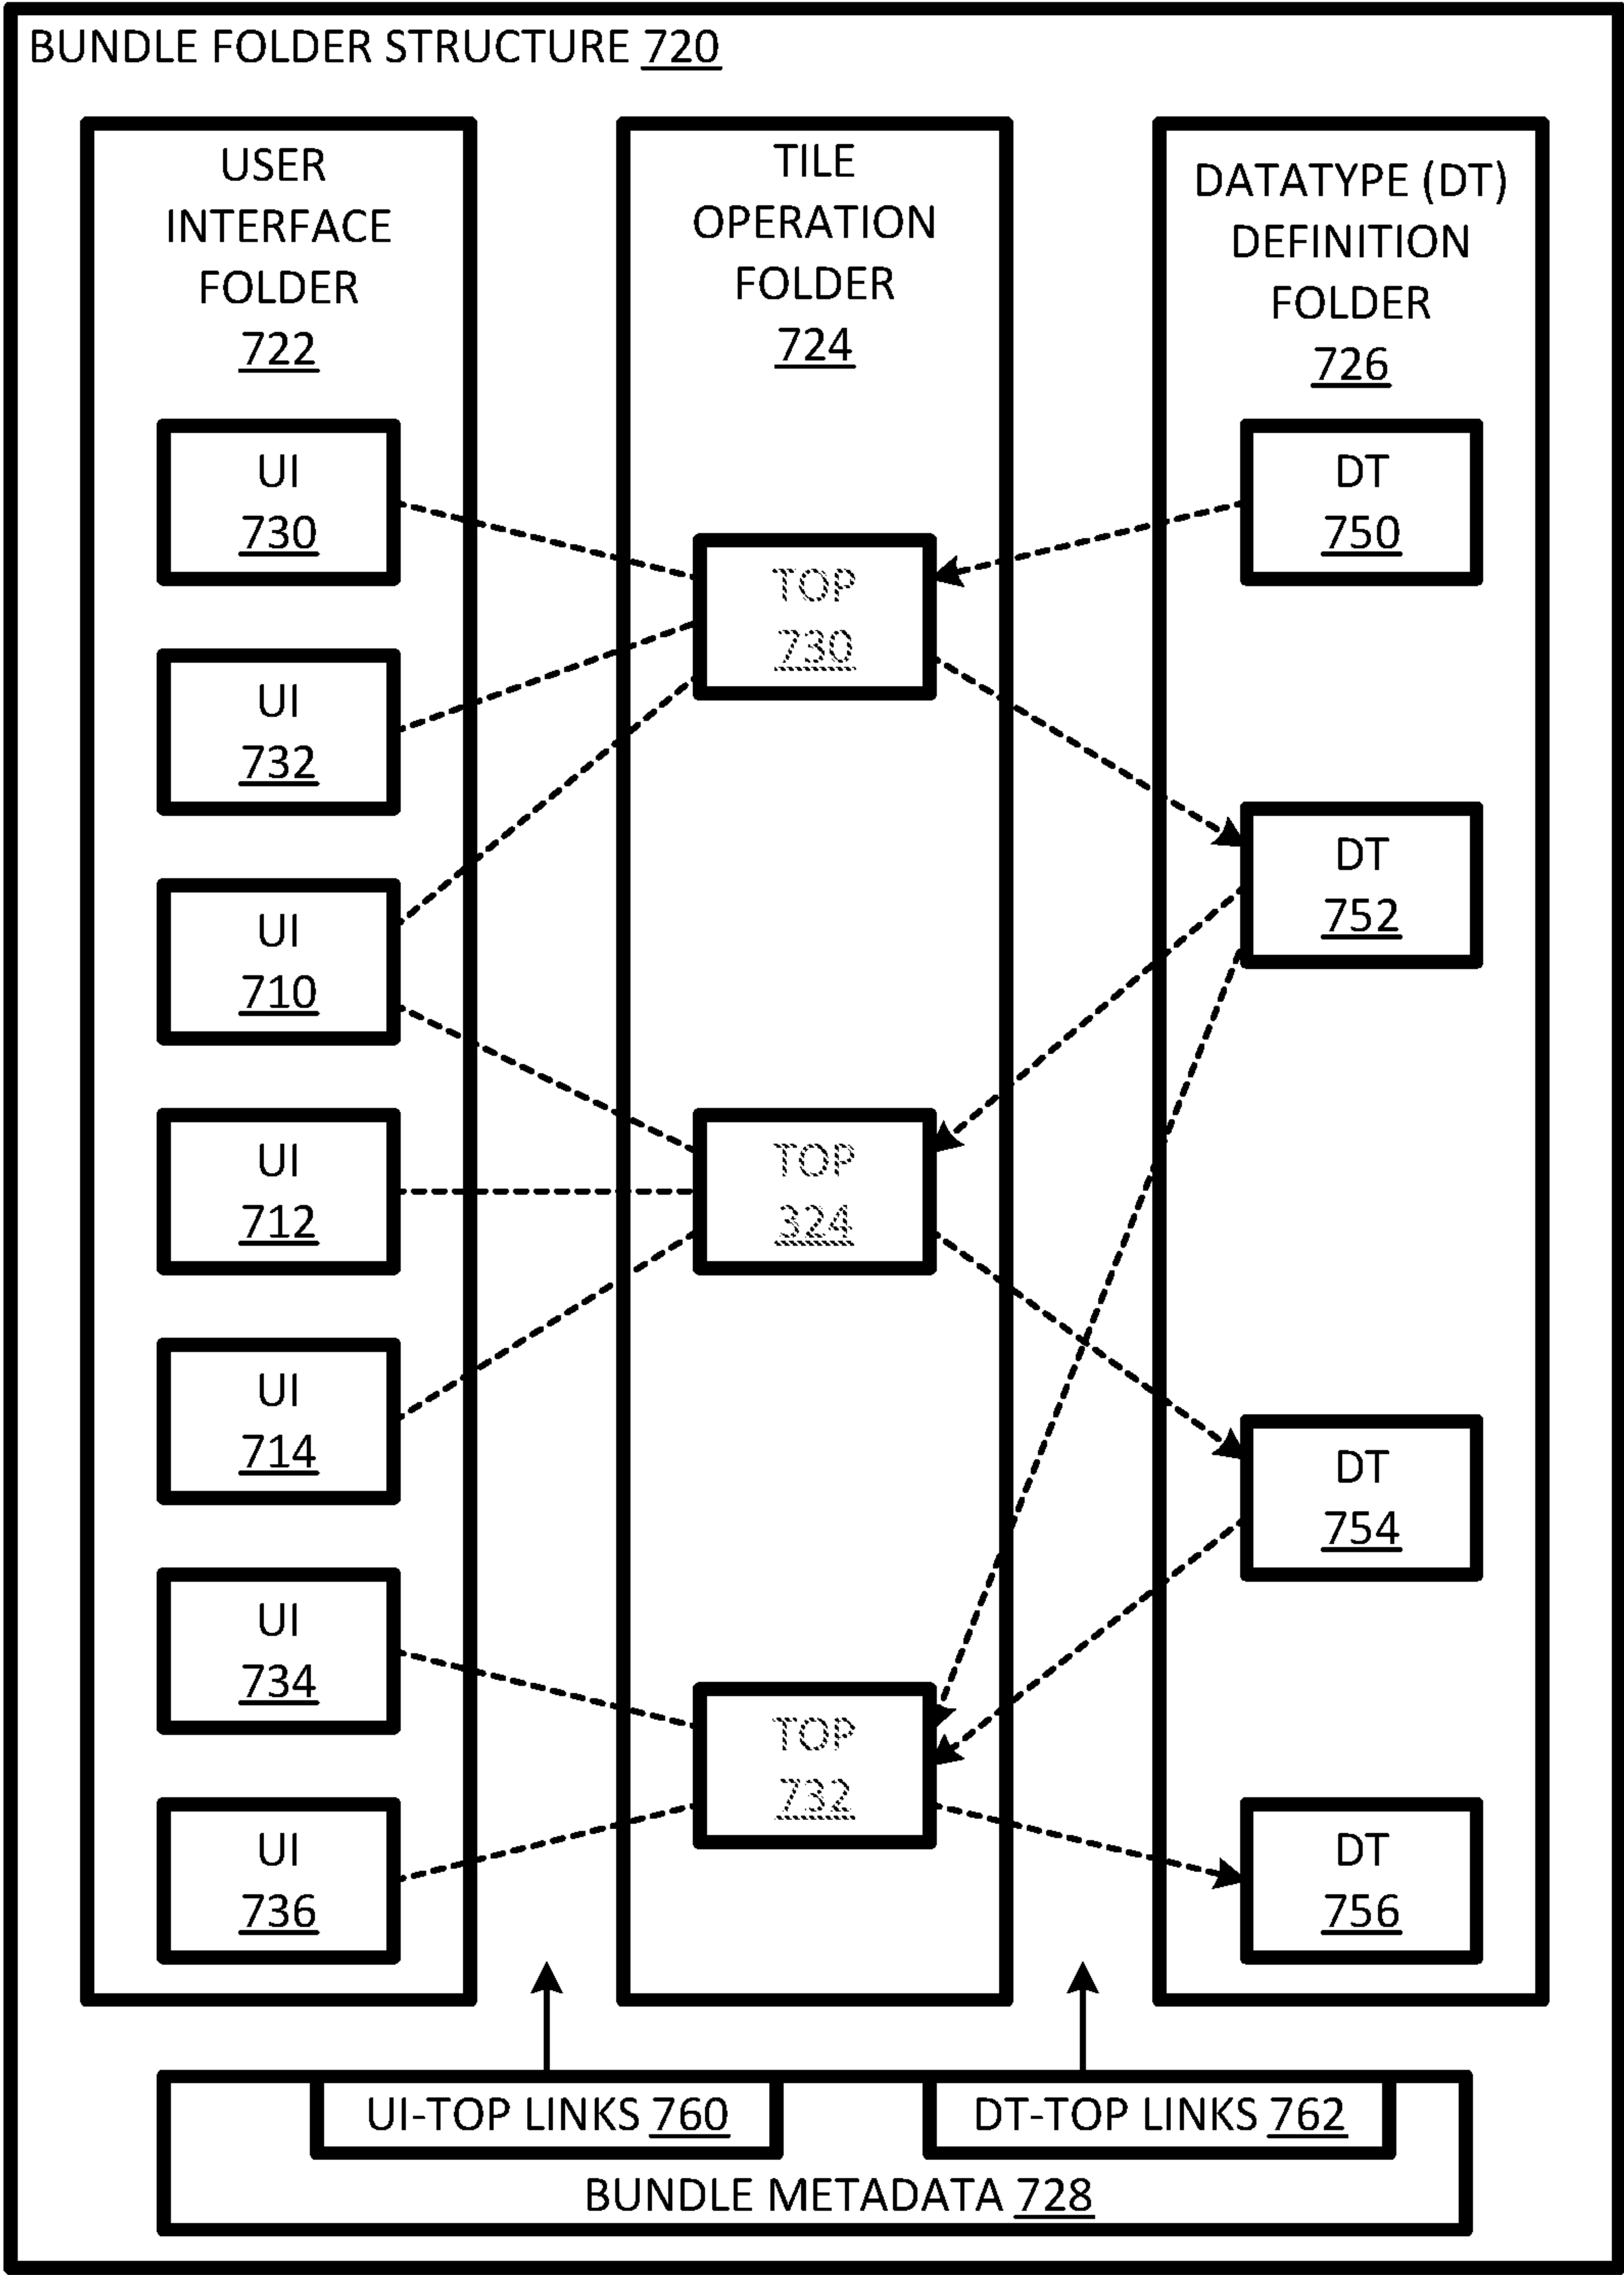 BUNDLE FOLDER STRUCTURE 720
USER
INTERFACE
FOLDER
722
UI
730
UI
732
UI
710
UI
712
UI
714
UI
734
UI
736
TILE
OPERATION
FOLDER
724
TOP
730
TOP
324
TOP
732
DATATYPE (DT)
DEFINITION
FOLDER
726
DT
750
DT
752
DT
754
DT
756
UI-TOP LINKS 760
DT-TOP LINKS 762
BUNDLE METADATA 728